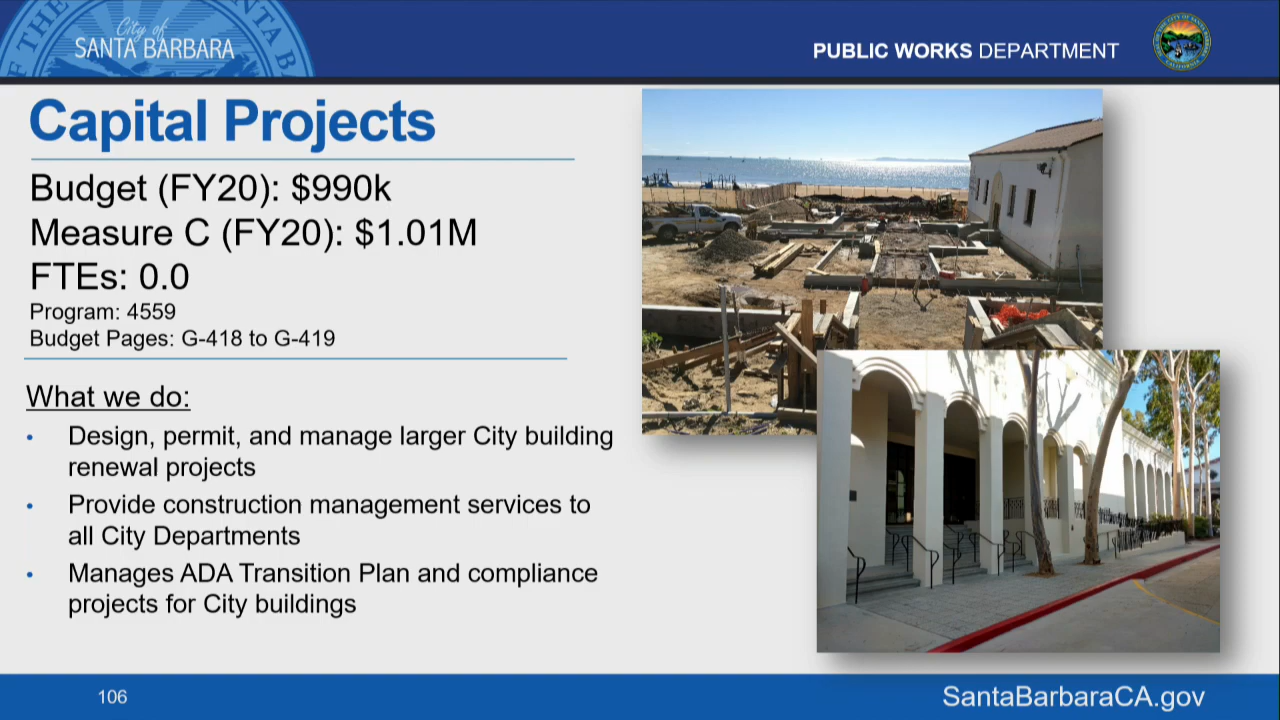 City of
SANTA BARBARA
PUBLIC WORKS DEPARTMENT
Capital Projects
Budget (FY20): $990k
Measure C (FY20): $1.01M
FTEs: 0.0
Program: 4559
Budget Pages: G-418 to G-419
What we do:
• Design, permit, and manage larger City building
renewal projects
• Provide construction management services to
all City Departments
• Manages ADA Transition Plan and compliance
projects for City buildings
106
SantaBarbaraCA.gov